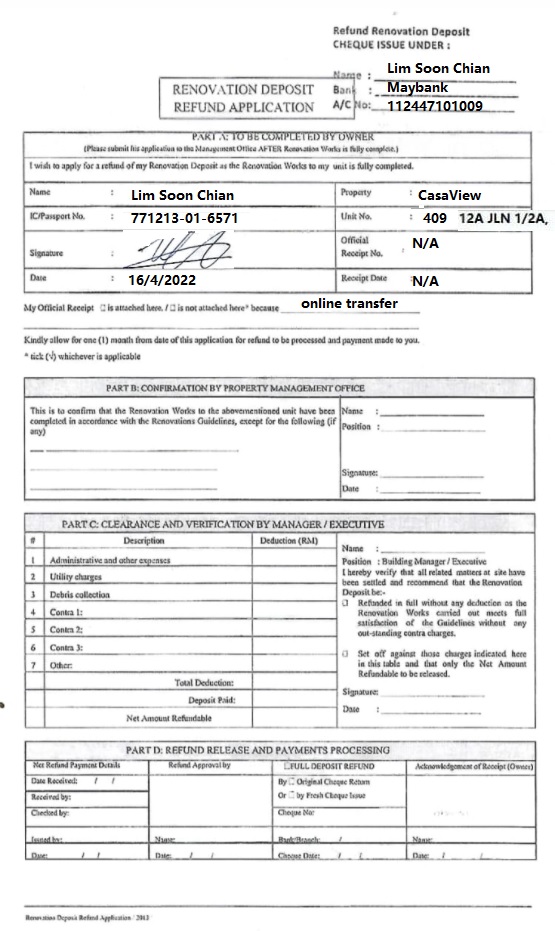 Refund Renovation Deposit
CHEQUE ISSUE UNDER :
Name : Lim Soon Chian
Bank : Maybank
A/C No: 112447101009
RENOVATION DEPOSIT
REFUND APPLICATION
PART A: TO BE COMPLETED BY OWNER
(Please submit his application to the Management Office AFTER Renovation Works is fully complete.)
I wish to apply for a refund of my Renovation Deposit as the Renovation Works to my unit is fully completed.
Name : Lim Soon Chian Property : CasaView
IC/Passport No. : 771213-01-6571 Unit No. : 409 12A JLN 1/2A,
Signature : Official Receipt No. : N/A
Date : 16/4/2022 Receipt Date : N/A
My Official Receipt ☐ is attached here. / ☐ is not attached here* because online transfer
Kindly allow for one (1) month from date of this application for refund to be processed and payment made to you.
* tick (√) whichever is applicable
PART B: CONFIRMATION BY PROPERTY MANAGEMENT OFFICE
This is to confirm that the Renovation Works to the abovementioned unit have been
completed in accordance with the Renovations Guidelines, except for the following (if
any)
Name :
Position :
Signature:
Date :
PART C: CLEARANCE AND VERIFICATION BY MANAGER / EXECUTIVE
# Description Deduction (RM)
1 Administrative and other expenses
2 Utility charges
3 Debris collection
4 Contra 1:
5 Contra 2:
6 Contra 3:
7 Other:
Total Deduction:
Deposit Paid:
Net Amount Refundable
Name :
Position : Building Manager / Executive
I hereby verify that all related matters at site have
been settled and recommend that the Renovation
Deposit be:-
☐ Refunded in full without any deduction as the
Renovation Works carried out meets full
satisfaction of the Guidelines without any
out-standing contra charges.
☐ Set off against those charges indicated here
in this table and that only the Net Amount
Refundable to be released.
Signature:
Date :
PART D: REFUND RELEASE AND PAYMENTS PROCESSING
Net Refund Payment Details Refund Approval by ☐ FULL DEPOSIT REFUND Acknowledgement of Receipt (Owner)
Date Received: / / By ☐ Original Cheque Return
Received by: Or ☐ by Fresh Cheque Issue
Checked by: Cheque No:
Issued by: Name: Bank/Branch: / Name:
Date: / / Date: / / Cheque Date: / / Date: / /
Renovation Deposit Refund Application / 2012